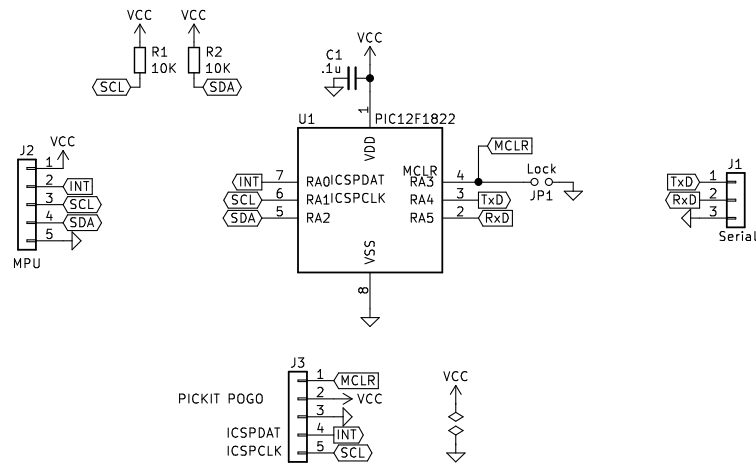 VCC VCC
R1 R2
10K 10K
SCL SDA
VCC
C1
.1u
1
U1 PIC12F1822
VDD
J2
VCC
1
2 INT
3 SCL
4 SDA
5
MPU
INT 7 RA0 ICSPDAT
SCL 6 RA1 ICSPCLK
SDA 5 RA2
MCLR
MCLR
RA3 4
RA4 3 TxD
RA5 2 RxD
Lock
JP1
J1
TxD 1
RxD 2
3
Serial
VSS
8
J3
1 MCLR
PICKIT POGO 2 VCC
3
ICSPDAT 4 INT
ICSPCLK 5 SCL
VCC